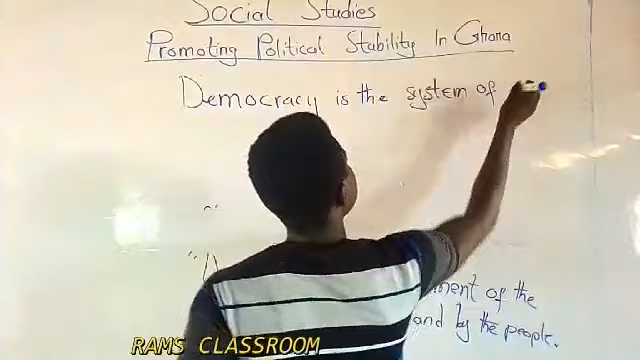 Social Studies
Promoting Political Stability In Ghana
Democracy is the system of
ment of the
and by the people.
RAMS CLASSROOM